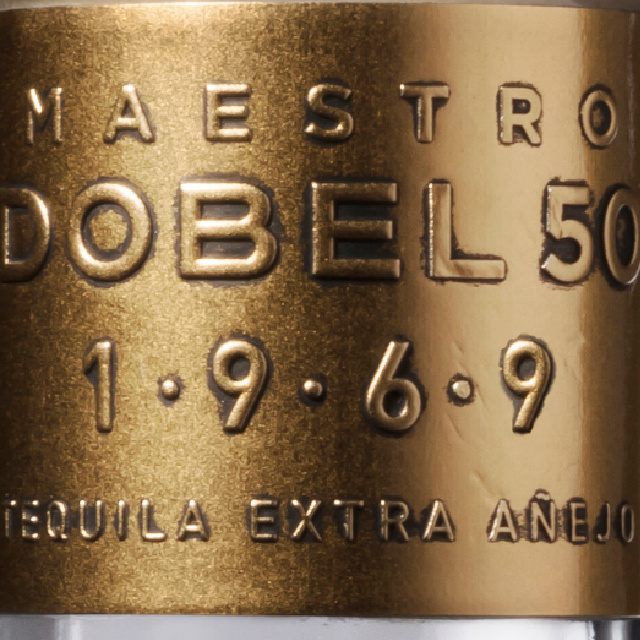 MAESTRO
DOBEL 50
1·9·6·9
TEQUILA EXTRA AÑEJO